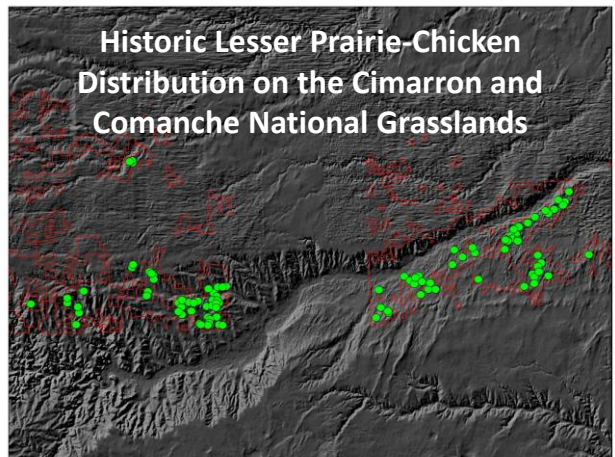 Historic Lesser Prairie-Chicken
Distribution on the Cimarron and
Comanche National Grasslands